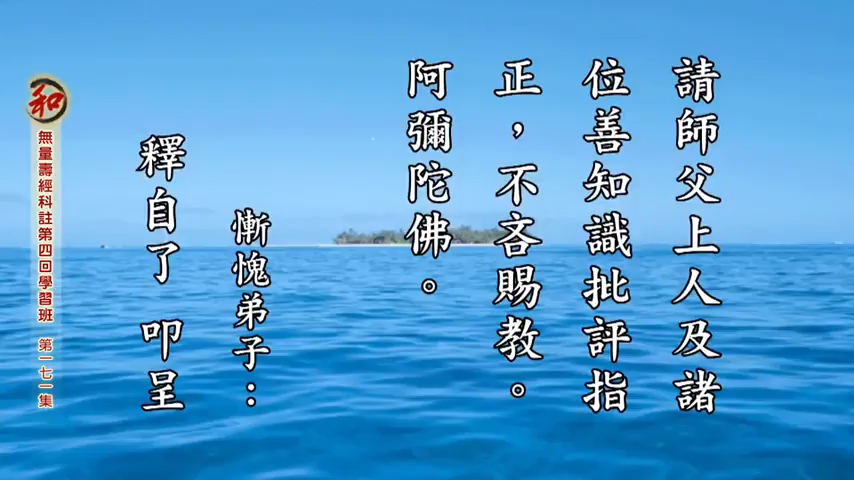 請師父上人及諸
位善知識批評指
正，不吝賜教。
阿彌陀佛。
慚愧弟子：
釋自了 叩呈
和
無量壽經科註第四回學習班 第一七一集